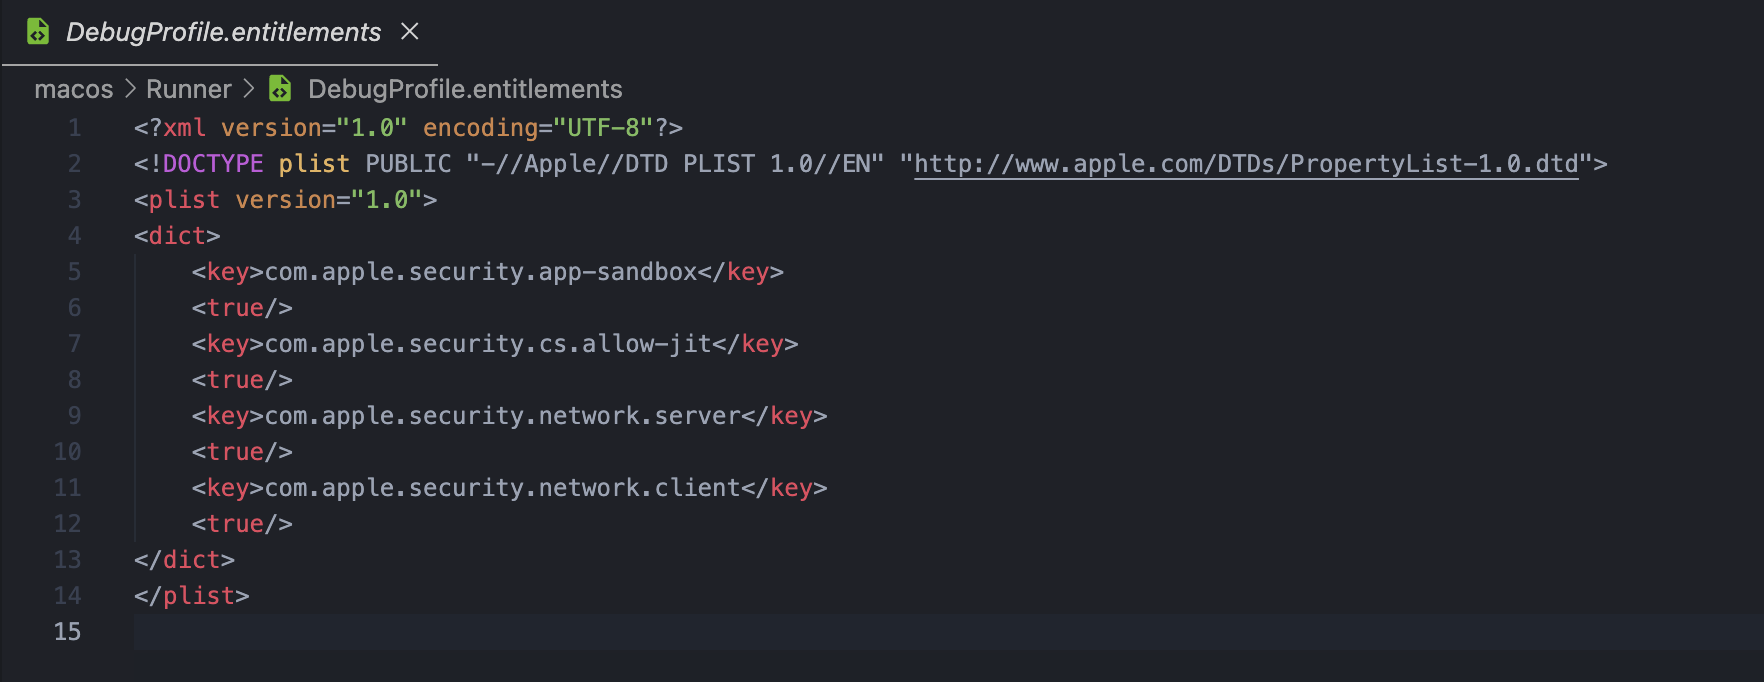 DebugProfile.entitlements
macos > Runner > DebugProfile.entitlements
1 <?xml version="1.0" encoding="UTF-8"?>
2 <!DOCTYPE plist PUBLIC "-//Apple//DTD PLIST 1.0//EN" "http://www.apple.com/DTDs/PropertyList-1.0.dtd">
3 <plist version="1.0">
4 <dict>
5     <key>com.apple.security.app-sandbox</key>
6     <true/>
7     <key>com.apple.security.cs.allow-jit</key>
8     <true/>
9     <key>com.apple.security.network.server</key>
10     <true/>
11     <key>com.apple.security.network.client</key>
12     <true/>
13 </dict>
14 </plist>
15